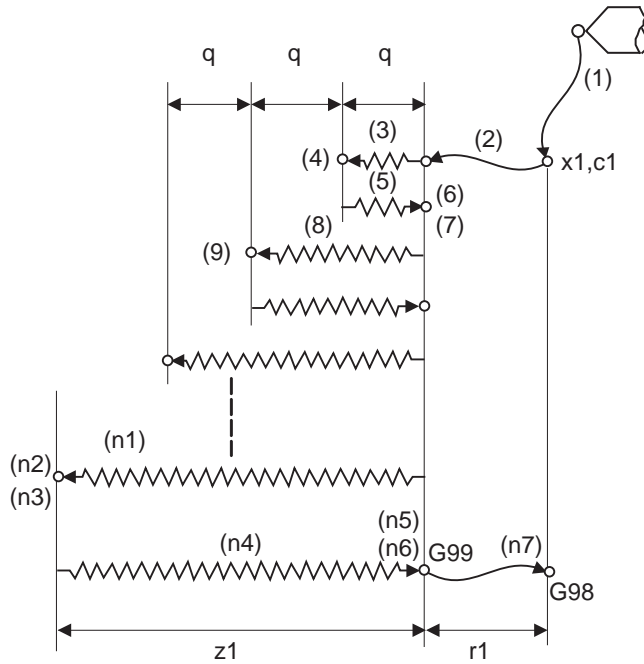 (1)
q q q
(3)
(2)
(4)
x1,c1
(5)
(6)
(7)
(8)
(9)
(n1)
(n2)
(n3)
(n5)
(n4)
(n6)
G99
(n7)
G98
z1
r1